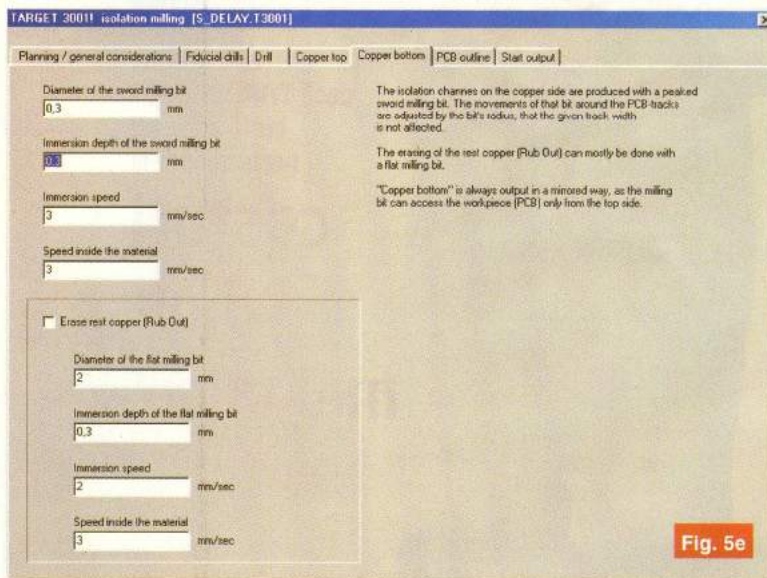 TARGET 3001! isolation milling [S_DELAY.T3001]
Planning / general considerations Fiducial drills Drill Copper top Copper bottom PCB outline Start output
Diameter of the sword milling bit
0,3 mm
Immersion depth of the sword milling bit
0,3 mm
Immersion speed
3 mm/sec
Speed inside the material
3 mm/sec
Erase rest copper (Rub Out)
Diameter of the flat milling bit
2 mm
Immersion depth of the flat milling bit
0,3 mm
Immersion speed
2 mm/sec
Speed inside the material
3 mm/sec
The isolation channes on the copper side are produced with a peaked
sword milling bit. The movements of that bit around the PCB-tracks
are adjusted by the bit's radius, that the given track width
is not affected.
The erasing of the rest copper (Rub Out) can mostly be done with
a flat milling bit.
"Copper bottom" is always output in a mirrored way, as the milling
bit can access the workpiece (PCB) only from the top side.
Fig. 5e